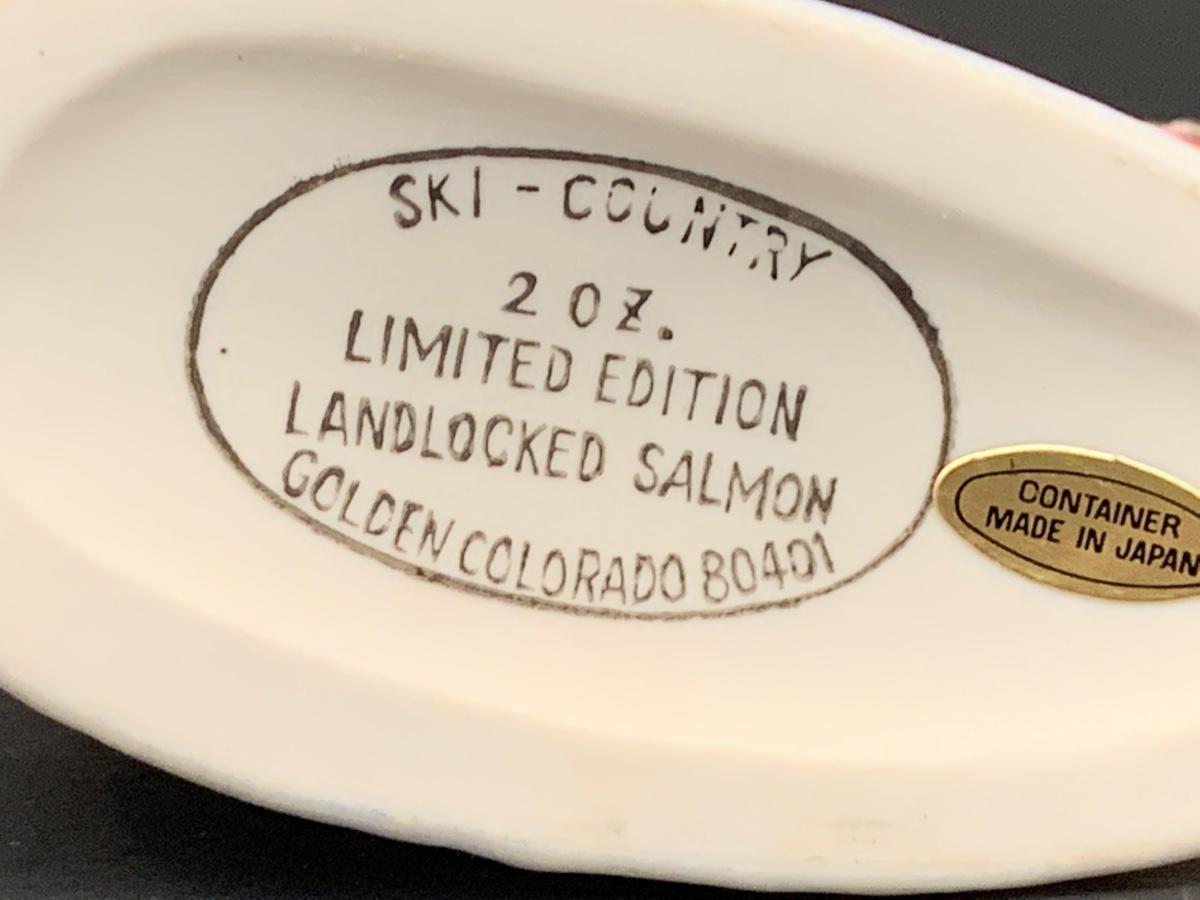 SKI - COUNTRY
2 OZ.
LIMITED EDITION
LANDLOCKED SALMON
GOLDEN COLORADO 80401
CONTAINER
MADE IN JAPAN